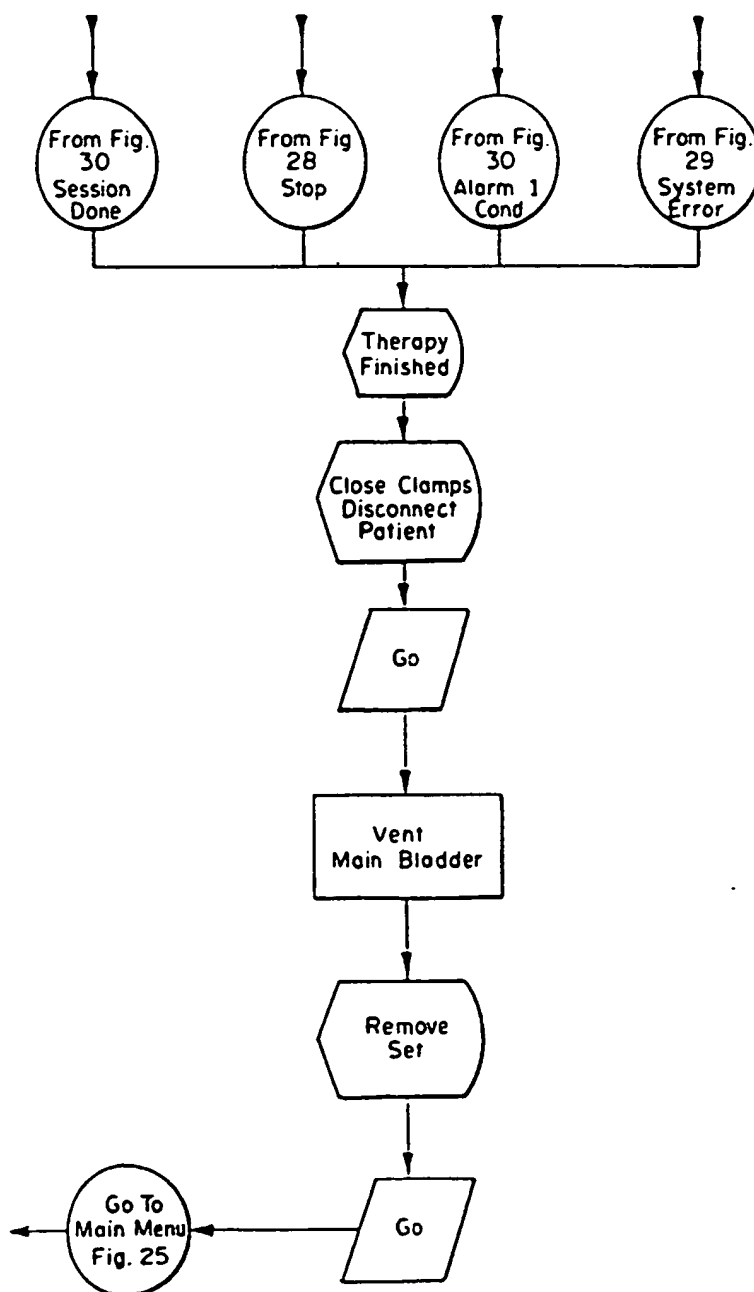 From Fig.
30
Session
Done
From Fig
28
Stop
From Fig.
30
Alarm 1
Cond
From Fig.
29
System
Error
Therapy
Finished
Close Clamps
Disconnect
Patient
Go
Vent
Main Bladder
Remove
Set
Go
Go To
Main Menu
Fig. 25